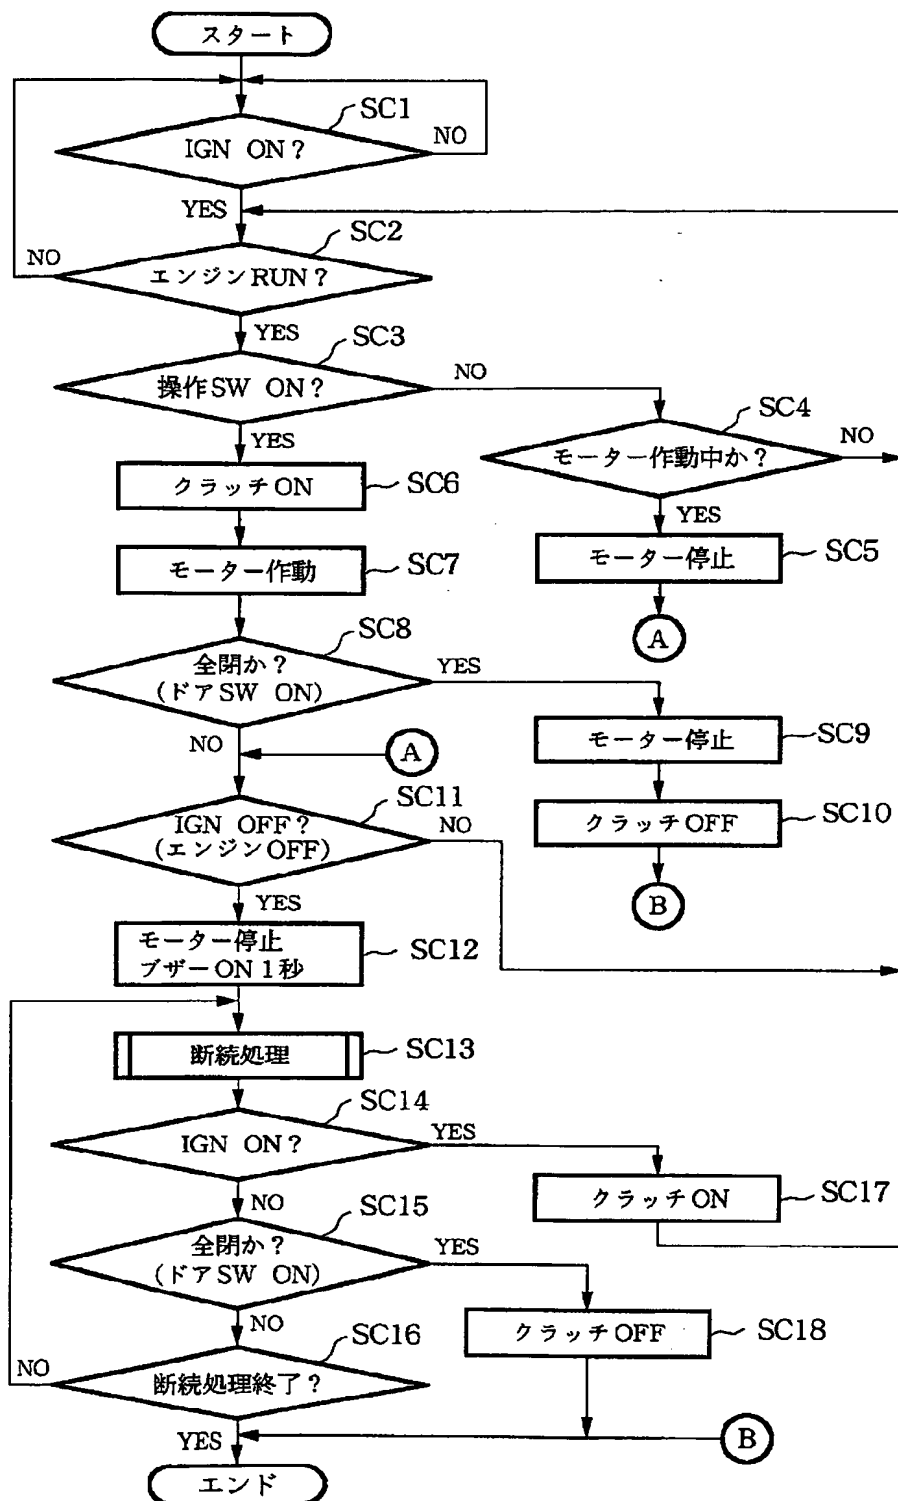 スタート
SC1
IGN ON?
NO
YES
SC2
NO
エンジンRUN?
YES
SC3
操作SW ON?
NO
YES
SC4
モーター作動中か?
NO
YES
クラッチON
SC6
モーター停止
SC5
モーター作動
SC7
A
SC8
全閉か?
(ドアSW ON)
YES
NO
A
モーター停止
SC9
SC11
IGN OFF?
(エンジンOFF)
NO
クラッチOFF
SC10
YES
B
モーター停止
ブザーON 1秒
SC12
断続処理
SC13
SC14
IGN ON?
YES
NO
クラッチON
SC17
SC15
全閉か?
(ドアSW ON)
YES
NO
クラッチOFF
SC18
SC16
NO
断続処理終了?
YES
B
エンド